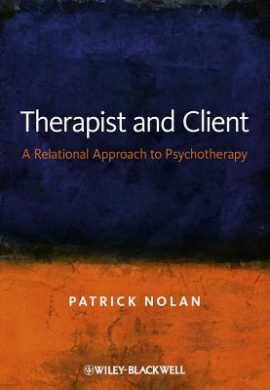 Therapist and Client
A Relational Approach to Psychotherapy
PATRICK NOLAN
WILEY-BLACKWELL